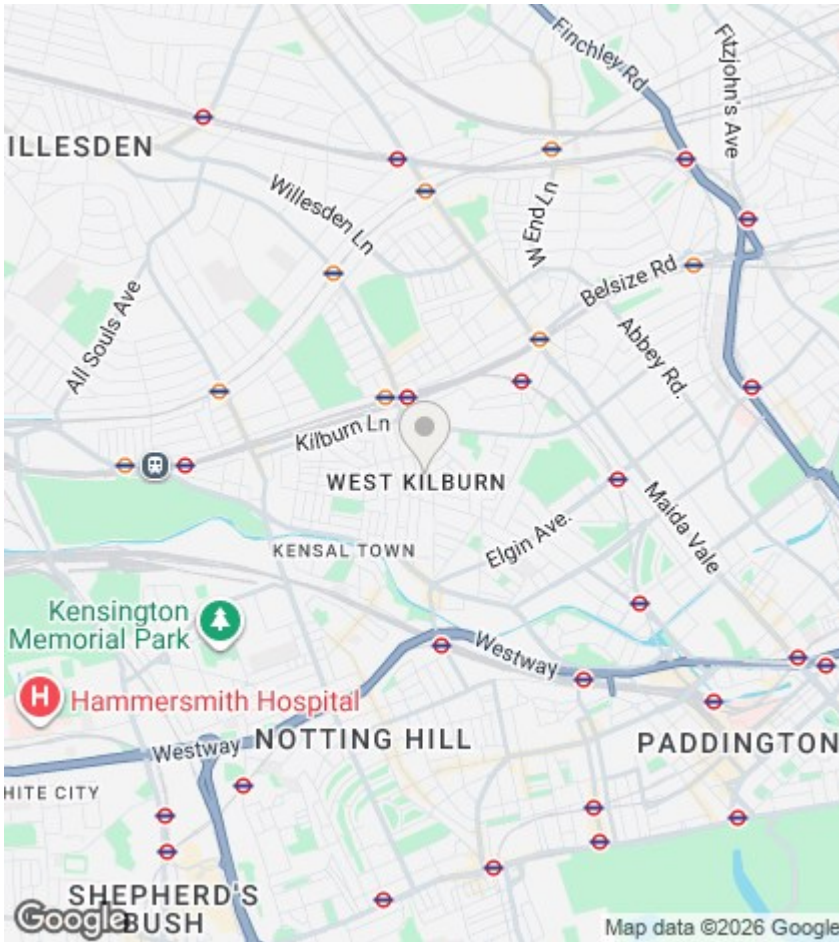 Finchley Rd
Fitzjohn's Ave
ILLESDEN
Willesden Ln
W End Ln
Belsize Rd
All Souls Ave
Abbey Rd.
Kilburn Ln
WEST KILBURN
Maida Vale
Elgin Ave.
KENSAL TOWN
Kensington
Memorial Park
Westway
H
Hammersmith Hospital
NOTTING HILL
PADDINGTON
Westway
HITE CITY
SHEPHERD'S
BUSH
Google
Map data ©2026 Google